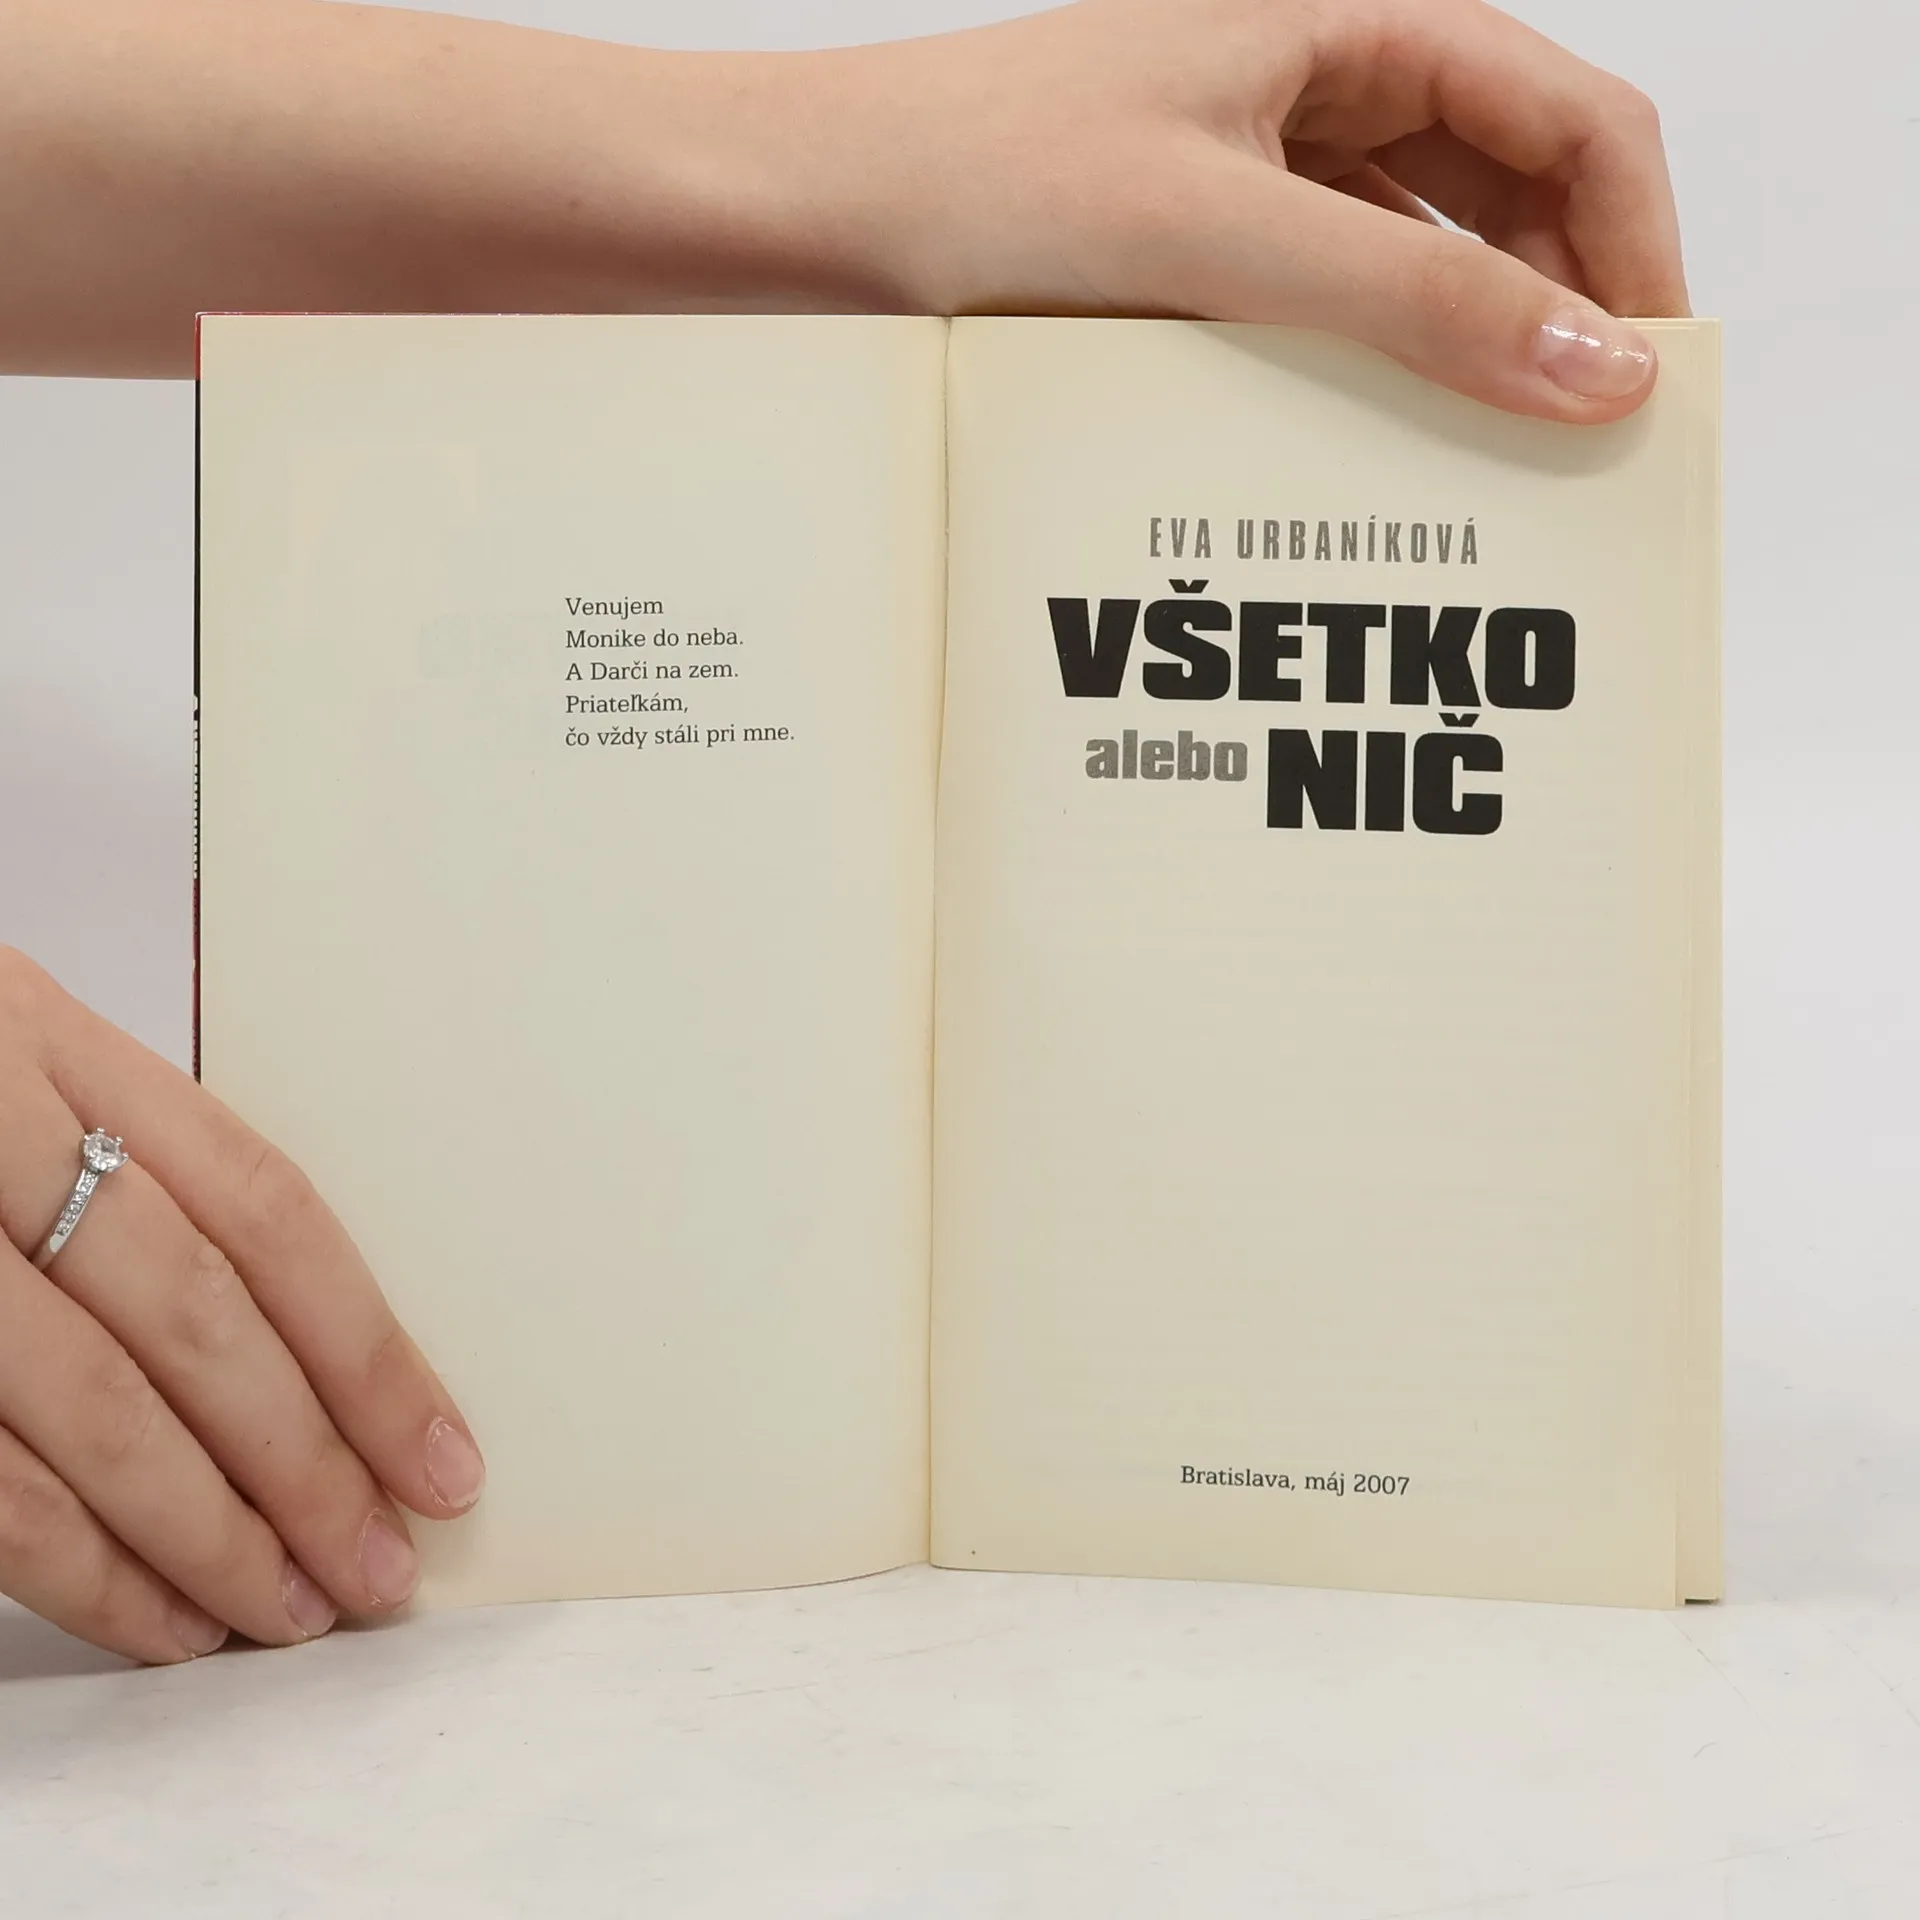 Venujem
Monike do neba.
A Darči na zem.
Priateľkám,
čo vždy stáli pri mne.
EVA URBANÍKOVÁ
VŠETKO
alebo NIČ
Bratislava, máj 2007